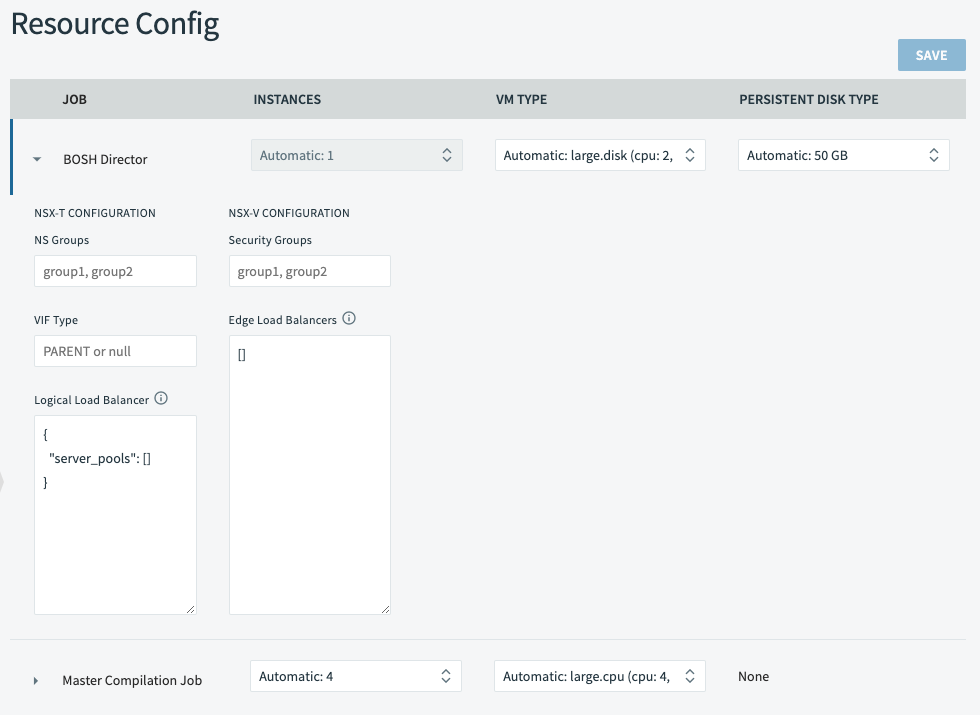 Resource Config
SAVE
JOB INSTANCES VM TYPE PERSISTENT DISK TYPE
BOSH Director Automatic: 1 Automatic: large.disk (cpu: 2, Automatic: 50 GB
NSX-T CONFIGURATION NSX-V CONFIGURATION
NS Groups Security Groups
group1, group2 group1, group2
VIF Type Edge Load Balancers
PARENT or null []
Logical Load Balancer
{
"server_pools": []
}
Master Compilation Job Automatic: 4 Automatic: large.cpu (cpu: 4, None